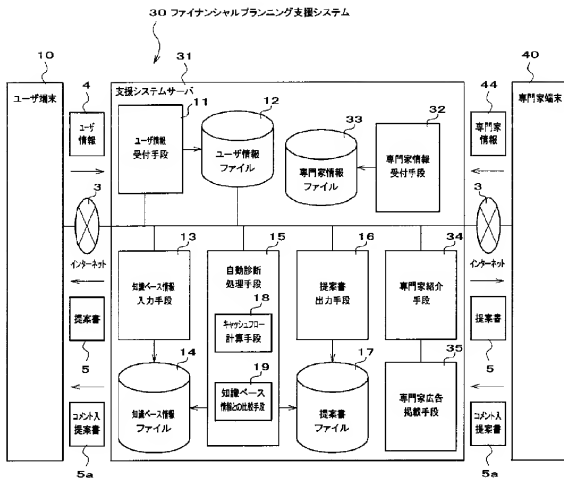 30 ファイナンシャルプランニング支援システム
10
ユーザ端末
31
支援システムサーバ
40
専門家端末
4
ユーザ
情報
11
ユーザ情報
受付手段
12
ユーザ情報
ファイル
33
専門家情報
ファイル
32
専門家情報
受付手段
44
専門家
情報
3
インターネット
3
インターネット
13
知識ベース情報
入力手段
15
自動診断
処理手段
18
キャッシュフロー
計算手段
19
知識ベース
情報との比較手段
16
提案書
出力手段
34
専門家紹介
手段
14
知識ベース情報
ファイル
17
提案書
ファイル
35
専門家広告
掲載手段
提案書
5
提案書
5
コメント入
提案書
5a
コメント入
提案書
5a